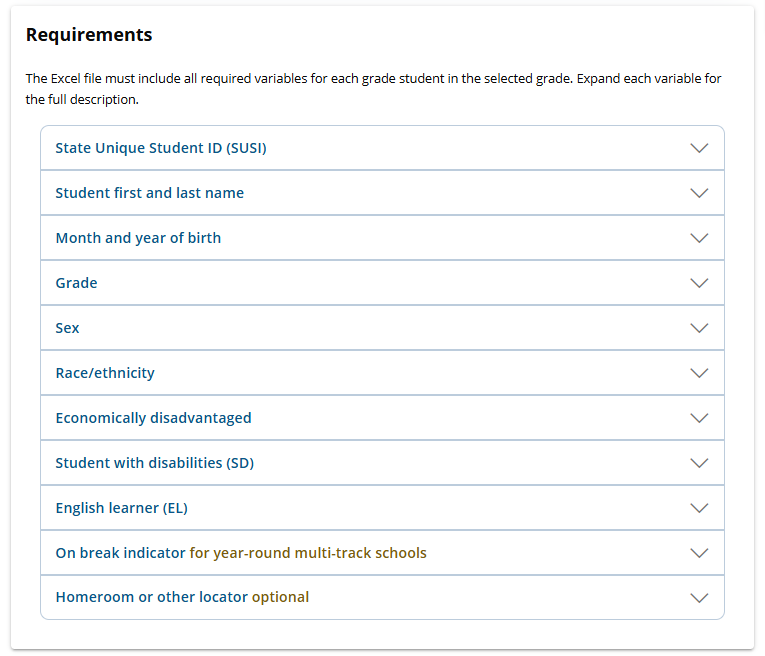 Requirements
The Excel file must include all required variables for each grade student in the selected grade. Expand each variable for
the full description.
State Unique Student ID (SUSI)
Student first and last name
Month and year of birth
Grade
Sex
Race/ethnicity
Economically disadvantaged
Student with disabilities (SD)
English learner (EL)
On break indicator for year-round multi-track schools
Homeroom or other locator optional